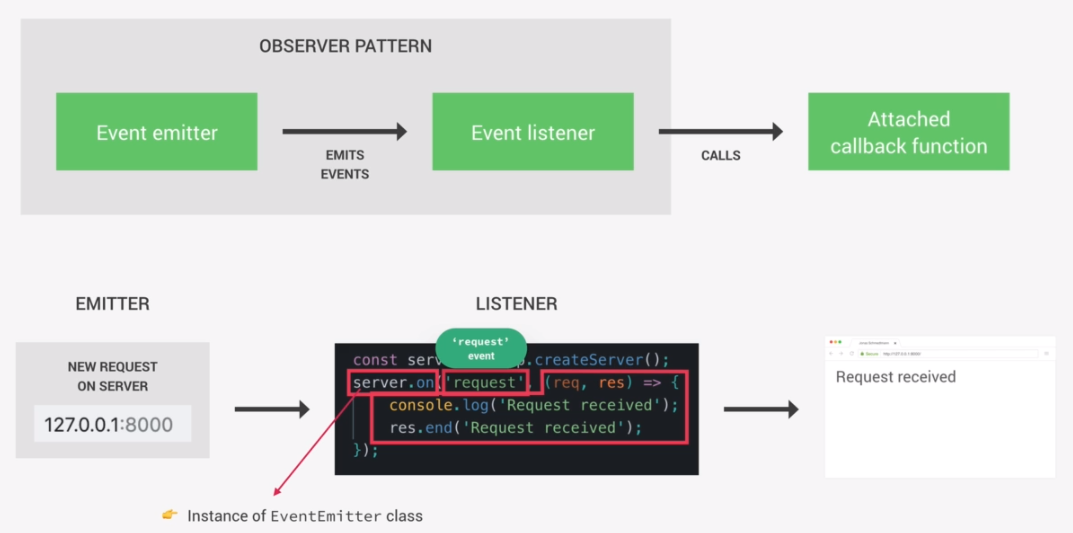 OBSERVER PATTERN
Event emitter
EMITS
EVENTS
Event listener
CALLS
Attached
callback function
EMITTER
NEW REQUEST
ON SERVER
127.0.0.1:8000
LISTENER
‘request’
event
const serv p.createServer();
server.on('request', (req, res) => {
console.log('Request received');
res.end('Request received');
});
👉 Instance of EventEmitter class
Request received